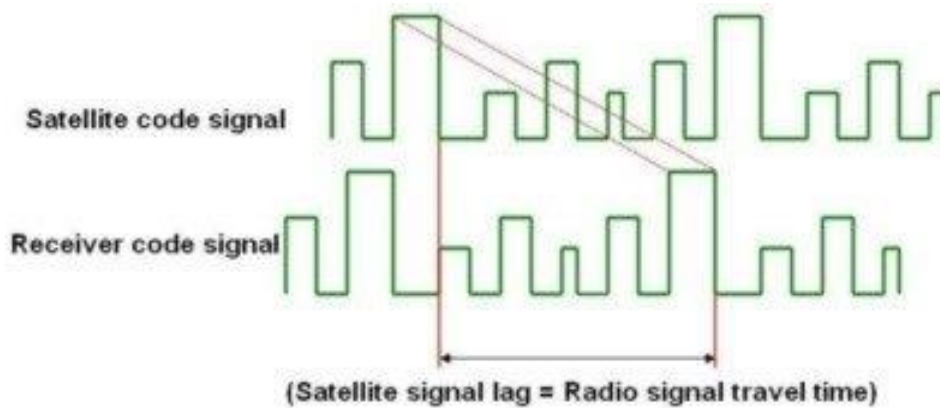 Satellite code signal
Receiver code signal
(Satellite signal lag = Radio signal travel time)